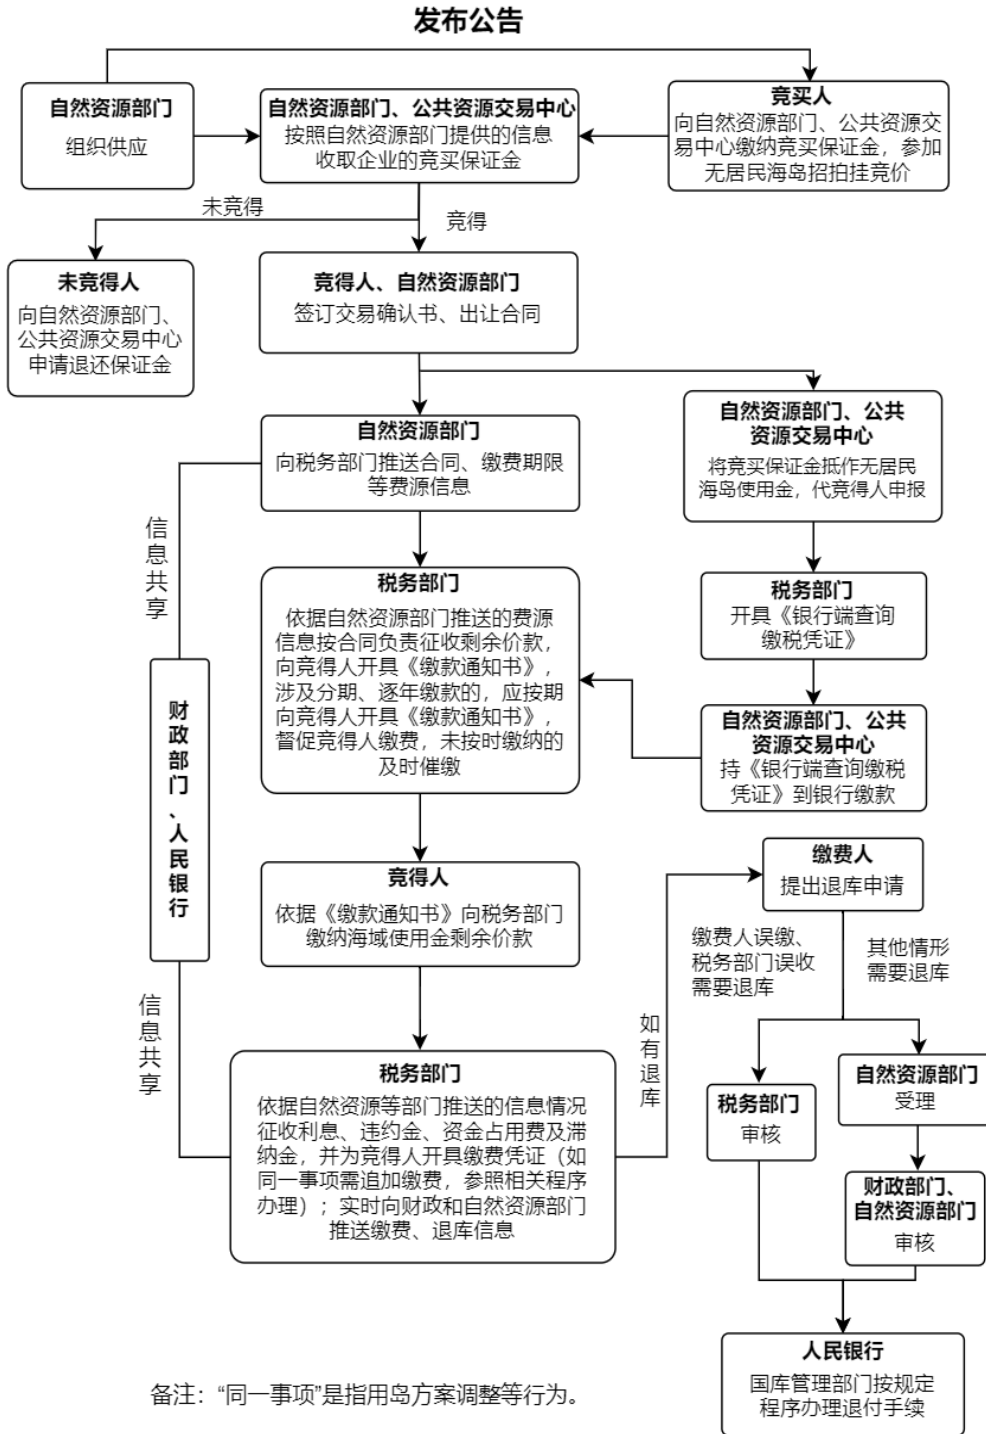 发布公告
自然资源部门
组织供应
自然资源部门、公共资源交易中心
按照自然资源部门提供的信息
收取企业的竞买保证金
竞买人
向自然资源部门、公共资源交
易中心缴纳竞买保证金，参加
无居民海岛招拍挂竞价
未竞得
竞得
未竞得人
向自然资源部门、
公共资源交易中心
申请退还保证金
竞得人、自然资源部门
签订交易确认书、出让合同
自然资源部门
向税务部门推送合同、缴费期限
等费源信息
自然资源部门、公共
资源交易中心
将竞买保证金抵作无居民
海岛使用金，代竞得人申报
信息共享
税务部门
依据自然资源部门推送的费源
信息按合同负责征收剩余价款，
向竞得人开具《缴款通知书》，
涉及分期、逐年缴款的，应按期
向竞得人开具《缴款通知书》，
督促竞得人缴费，未按时缴纳的
及时催缴
税务部门
开具《银行端查询
缴税凭证》
自然资源部门、公共
资源交易中心
持《银行端查询缴税
凭证》到银行缴款
财政部门、人民银行
竞得人
依据《缴款通知书》向税务部门
缴纳海域使用金剩余价款
缴费人
提出退库申请
缴费人误缴、
税务部门误收
需要退库
其他情形
需要退库
信息共享
如有退库
税务部门
依据自然资源等部门推送的信息情况
征收利息、违约金、资金占用费及滞
纳金，并为竞得人开具缴费凭证（如
同一事项需追加缴费，参照相关程序
办理）；实时向财政和自然资源部门
推送缴费、退库信息
税务部门
审核
自然资源部门
受理
财政部门、
自然资源部门
审核
人民银行
国库管理部门按规定
程序办理退付手续
备注：“同一事项”是指用岛方案调整等行为。